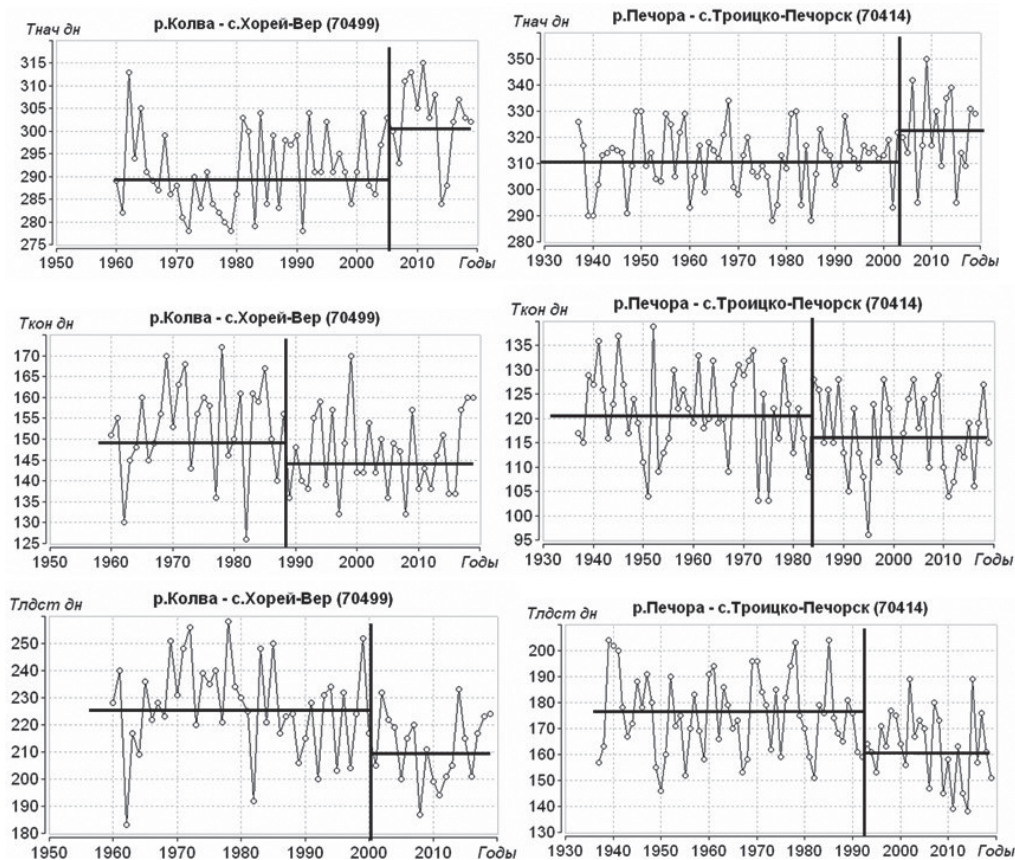 Тнач дн
р.Колва - с.Хорей-Вер (70499)
315
310
305
300
295
290
285
280
275
1950 1960 1970 1980 1990 2000 2010 Годы
Тнач дн
р.Печора - с.Троицко-Печорск (70414)
350
340
330
320
310
300
290
280
1930 1940 1950 1960 1970 1980 1990 2000 2010 Годы
Ткон дн
р.Колва - с.Хорей-Вер (70499)
170
165
160
155
150
145
140
135
130
125
1950 1960 1970 1980 1990 2000 2010 Годы
Ткон дн
р.Печора - с.Троицко-Печорск (70414)
135
130
125
120
115
110
105
100
95
1930 1940 1950 1960 1970 1980 1990 2000 2010 Годы
Тлдст дн
р.Колва - с.Хорей-Вер (70499)
250
240
230
220
210
200
190
180
1950 1960 1970 1980 1990 2000 2010 Годы
Тлдст дн
р.Печора - с.Троицко-Печорск (70414)
200
190
180
170
160
150
140
130
1930 1940 1950 1960 1970 1980 1990 2000 2010 Годы